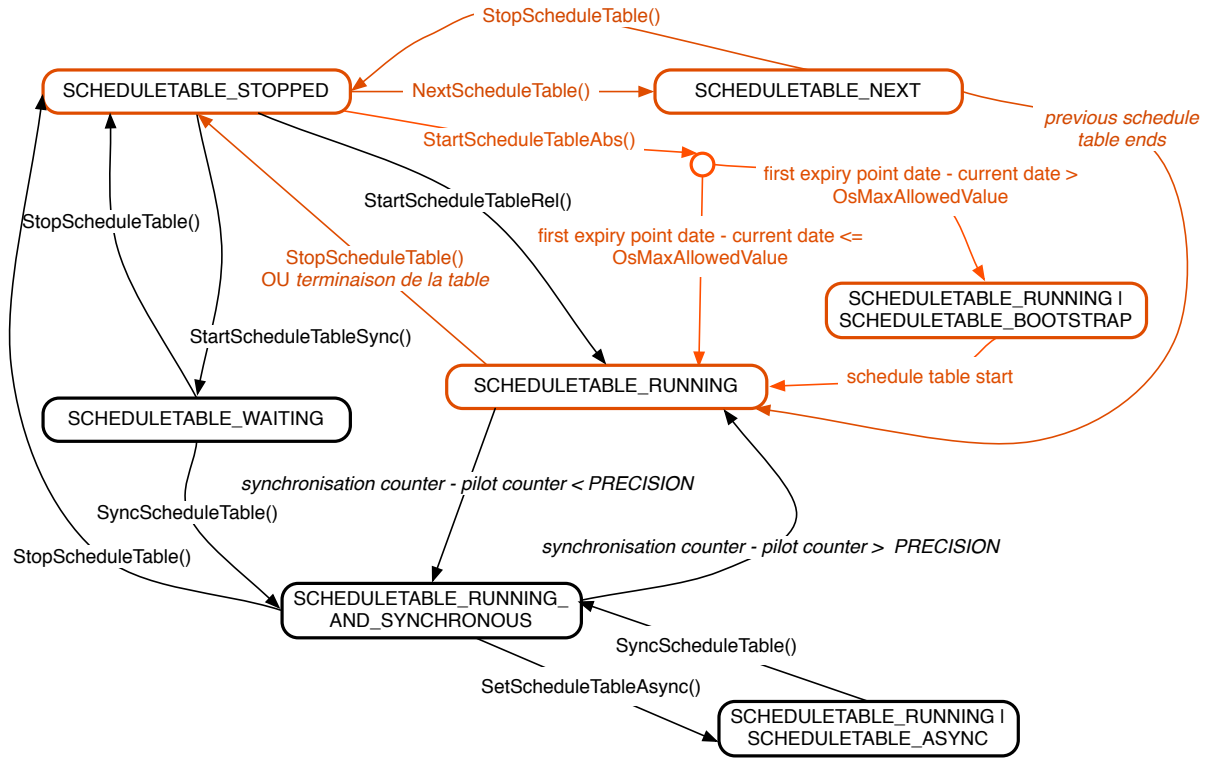 StopScheduleTable()
SCHEDULETABLE_STOPPED
NextScheduleTable()
SCHEDULETABLE_NEXT
previous schedule
table ends
StartScheduleTableAbs()
first expiry point date - current date >
OsMaxAllowedValue
StartScheduleTableRel()
StopScheduleTable()
first expiry point date - current date <=
OsMaxAllowedValue
StopScheduleTable()
OU terminaison de la table
SCHEDULETABLE_RUNNING |
SCHEDULETABLE_BOOTSTRAP
StartScheduleTableSync()
schedule table start
SCHEDULETABLE_RUNNING
SCHEDULETABLE_WAITING
synchronisation counter - pilot counter < PRECISION
SyncScheduleTable()
synchronisation counter - pilot counter > PRECISION
StopScheduleTable()
SCHEDULETABLE_RUNNING_
AND_SYNCHRONOUS
SyncScheduleTable()
SetScheduleTableAsync()
SCHEDULETABLE_RUNNING |
SCHEDULETABLE_ASYNC